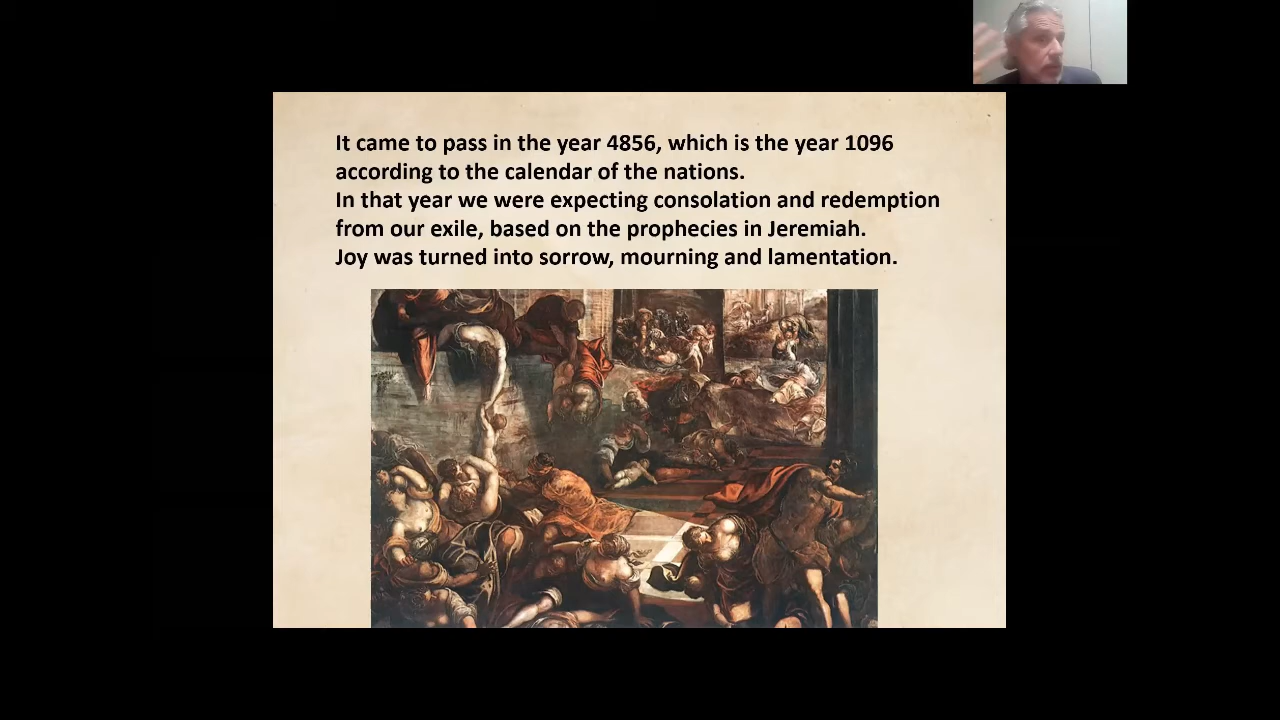 It came to pass in the year 4856, which is the year 1096
according to the calendar of the nations.
In that year we were expecting consolation and redemption
from our exile, based on the prophecies in Jeremiah.
Joy was turned into sorrow, mourning and lamentation.